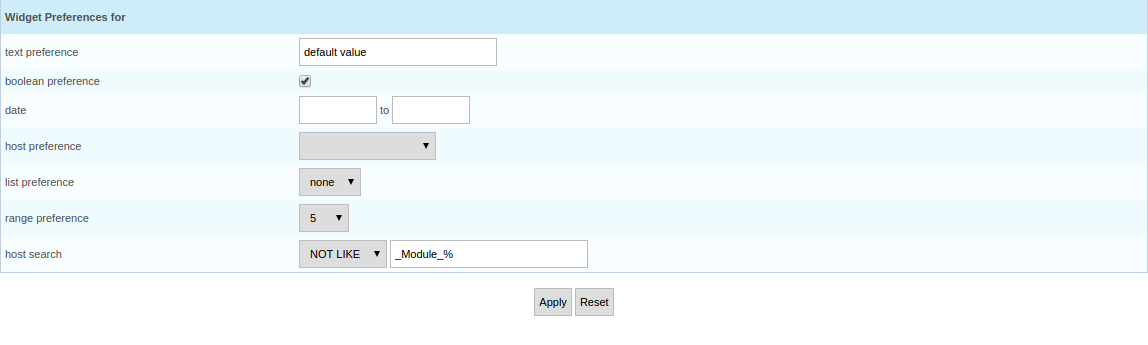 Widget Preferences for
text preference default value
boolean preference
date to
host preference
list preference none
range preference 5
host search NOT LIKE _Module_%
Apply Reset